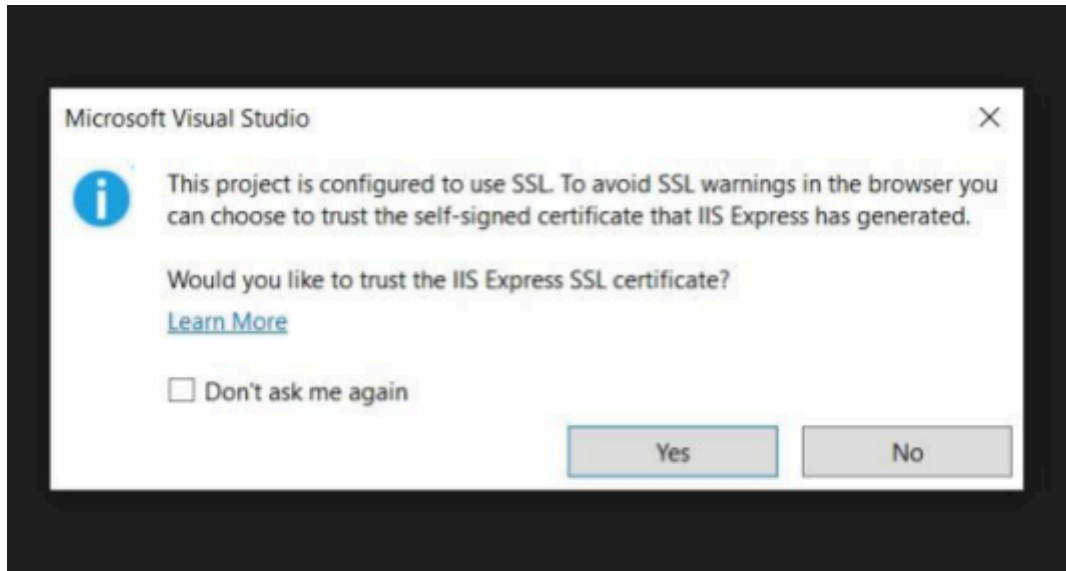 Microsoft Visual Studio
This project is configured to use SSL. To avoid SSL warnings in the browser you
can choose to trust the self-signed certificate that IIS Express has generated.
Would you like to trust the IIS Express SSL certificate?
Learn More
Don't ask me again
Yes No